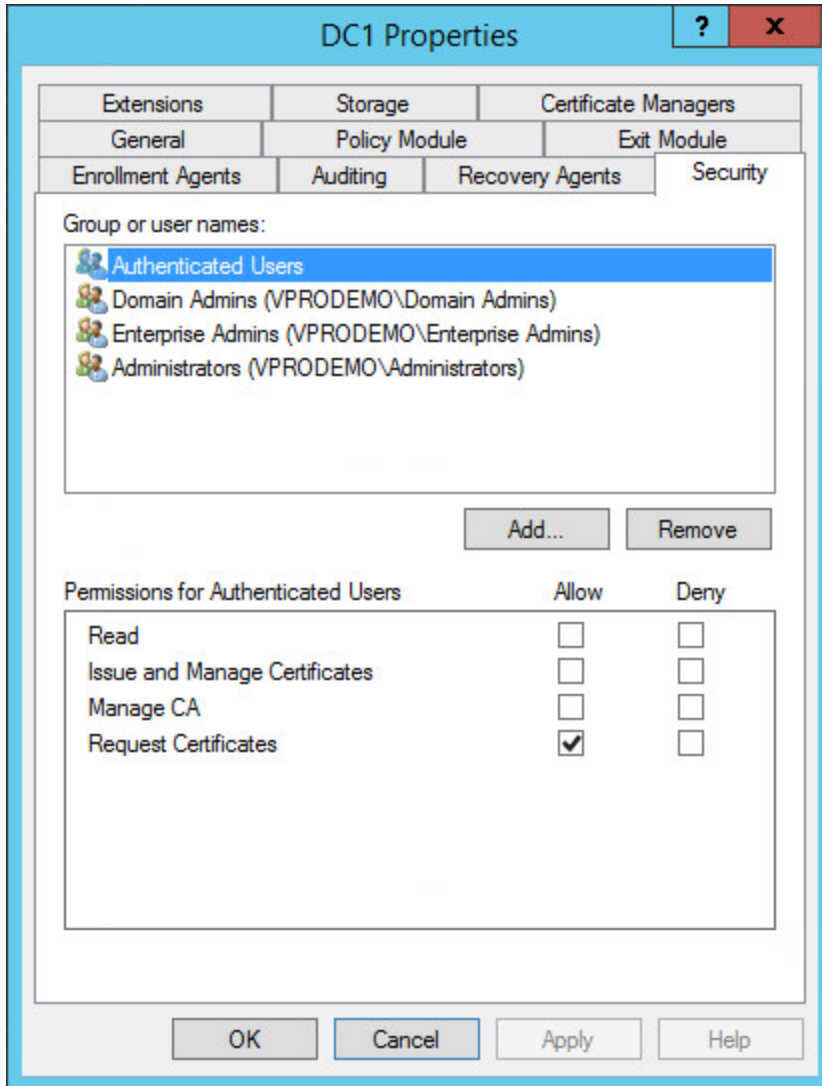 DC1 Properties
?
x
Extensions Storage Certificate Managers
General Policy Module Exit Module
Enrollment Agents Auditing Recovery Agents Security
Group or user names:
Authenticated Users
Domain Admins (VPRODEMO\Domain Admins)
Enterprise Admins (VPRODEMO\Enterprise Admins)
Administrators (VPRODEMO\Administrators)
Add... Remove
Permissions for Authenticated Users Allow Deny
Read
Issue and Manage Certificates
Manage CA
Request Certificates
OK Cancel Apply Help